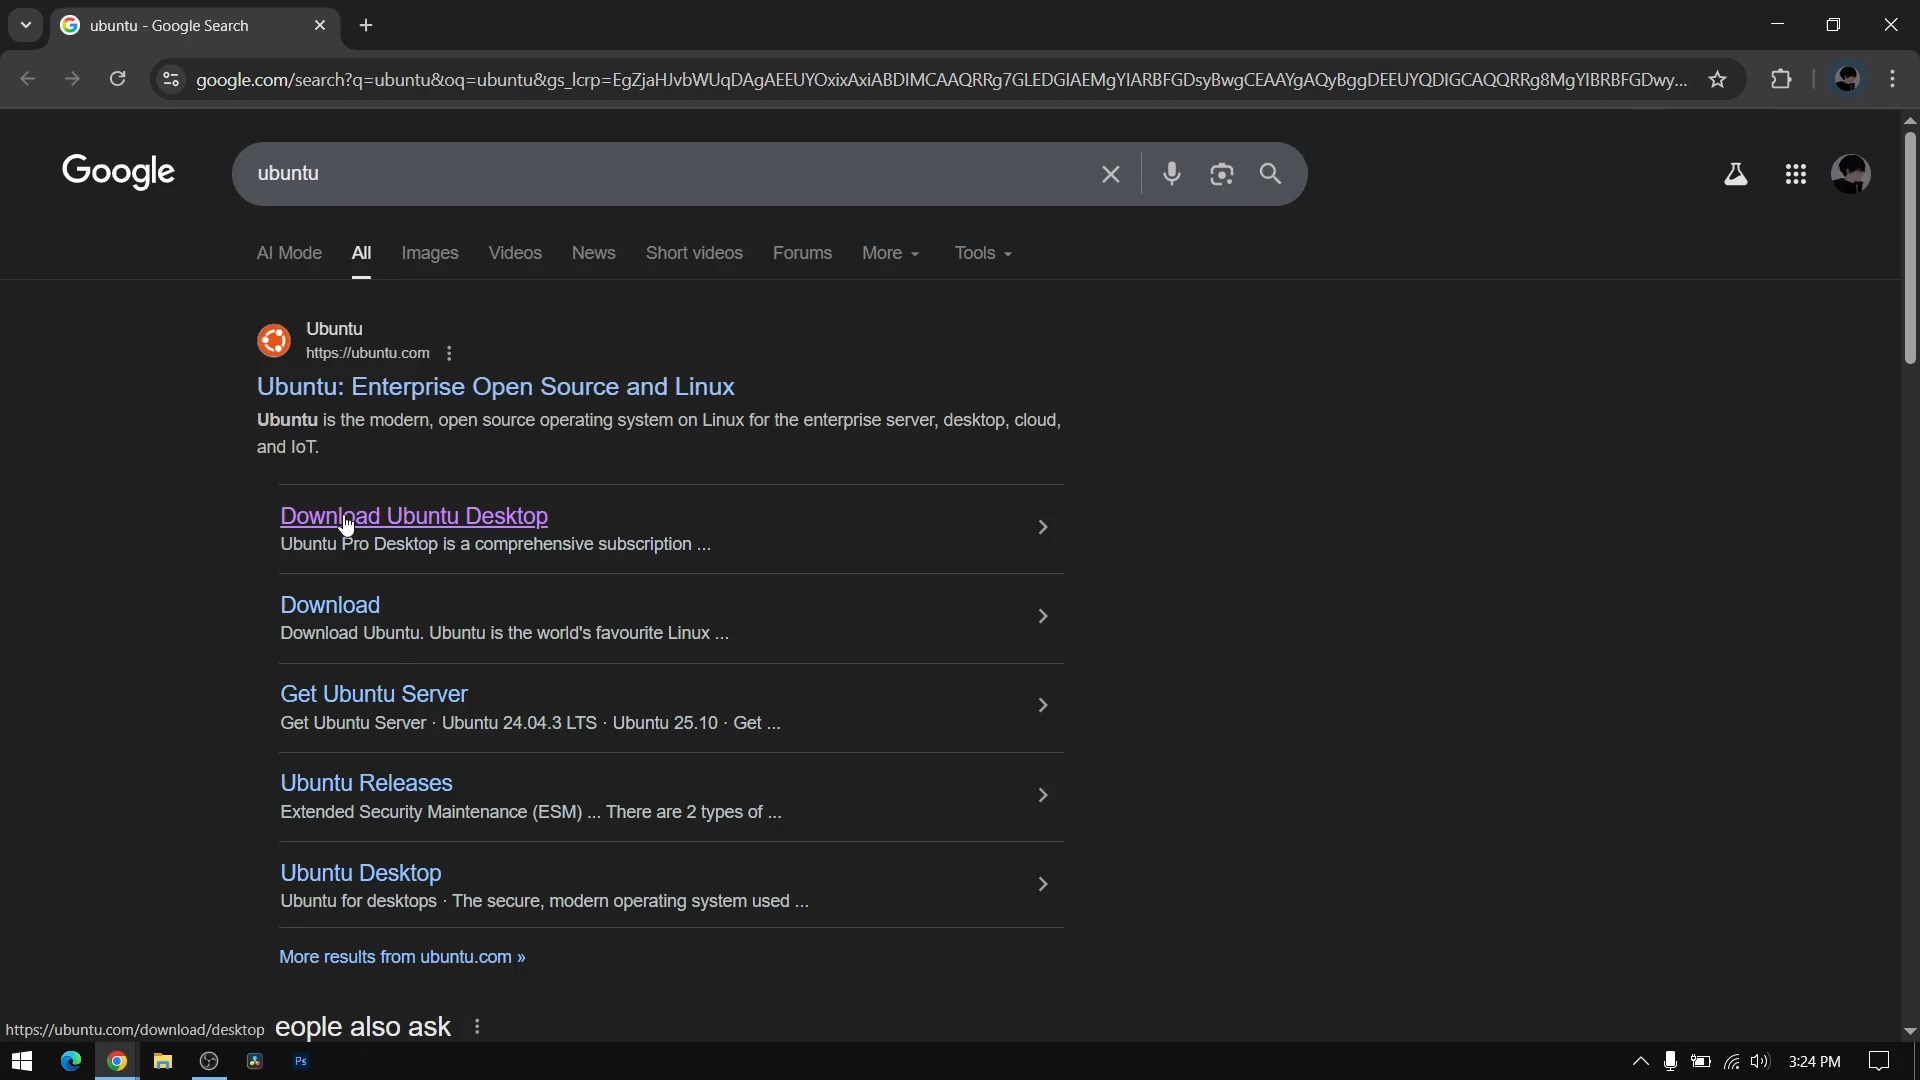 ubuntu - Google Search
google.com/search?q=ubuntu&oq=ubuntu&gs_lcrp=EgZjaHJvbWUqDAgAEEUYOxixAxiABDIMCAAQRRg7GLEDGIAEMgYIARBFGDsyBwgCEAAYgAQyBggDEEUYQDIGCAQQRRg8MgYIBRBFGDwy...
Google
ubuntu
AI Mode All Images Videos News Short videos Forums More Tools
Ubuntu
https://ubuntu.com
Ubuntu: Enterprise Open Source and Linux
Ubuntu is the modern, open source operating system on Linux for the enterprise server, desktop, cloud,
and IoT.
Download Ubuntu Desktop
Ubuntu Pro Desktop is a comprehensive subscription ...
Download
Download Ubuntu. Ubuntu is the world's favourite Linux ...
Get Ubuntu Server
Get Ubuntu Server · Ubuntu 24.04.3 LTS · Ubuntu 25.10 · Get ...
Ubuntu Releases
Extended Security Maintenance (ESM) ... There are 2 types of ...
Ubuntu Desktop
Ubuntu for desktops · The secure, modern operating system used ...
More results from ubuntu.com »
eople also ask
https://ubuntu.com/download/desktop
Ps
3:24 PM